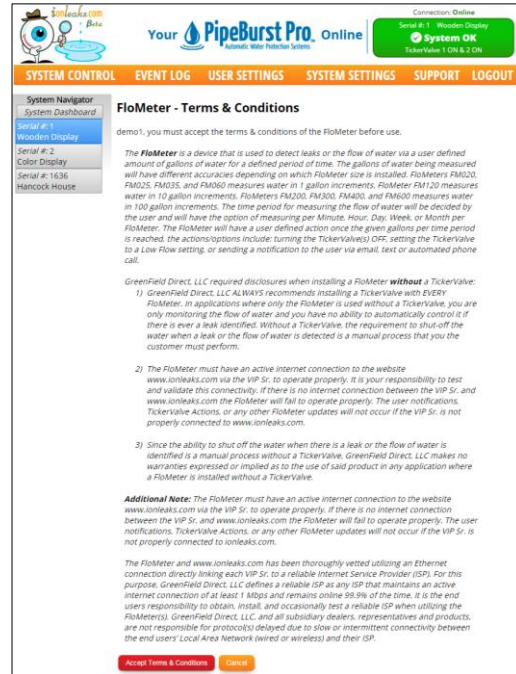 ionleaks.com
Beta
Your PipeBurst Pro Online
Automatic Water Protection Systems
Connection: Online
Serial #: 1 Wooden Display
System OK
TickerValve 1 ON & 2 ON
SYSTEM CONTROL EVENT LOG USER SETTINGS SYSTEM SETTINGS SUPPORT LOGOUT
System Navigator
System Dashboard
Serial #: 1
Wooden Display
Serial #: 2
Color Display
Serial #: 1636
Hancock House
FloMeter - Terms & Conditions
demo1, you must accept the terms & conditions of the FloMeter before use.
The FloMeter is a device that is used to detect leaks or the flow of water via a user defined
amount of gallons of water for a defined period of time. The gallons of water being measured
will have different accuracies depending on which FloMeter size is installed. FloMeters FM020,
FM025, FM035, and FM060 measures water in 1 gallon increments. FloMeter FM120 measures
water in 10 gallon increments. FloMeters FM200, FM300, FM400, and FM600 measures water
in 100 gallon increments. The time period for measuring the flow of water will be decided by
the user and will have the option of measuring per Minute, Hour, Day, Week, or Month per
FloMeter. The FloMeter will have a user defined action once the given gallons per time period
is reached, the actions/options include: turning the TickerValve(s) OFF, setting the TickerValve
to a Low Flow setting, or sending a notification to the user via email, text or automated phone
call.
GreenField Direct, LLC required disclosures when installing a FloMeter without a TickerValve:
1) GreenField Direct, LLC ALWAYS recommends installing a TickerValve with EVERY
FloMeter. In applications where only the FloMeter is used without a TickerValve, you are
only monitoring the flow of water and you have no ability to automatically control it if
there is ever a leak identified. Without a TickerValve, the requirement to shut-off the
water when a leak or the flow of water is detected is a manual process that you the
customer must perform.
2) The FloMeter must have an active internet connection to the website
www.ionleaks.com via the VIP Sr. to operate properly. It is your responsibility to test
and validate this connectivity. If there is no internet connection between the VIP Sr. and
www.ionleaks.com the FloMeter will fail to operate properly. The user notifications,
TickerValve Actions, or any other FloMeter updates will not occur if the VIP Sr. is not
properly connected to www.ionleaks.com.
3) Since the ability to shut off the water when there is a leak or the flow of water is
identified is a manual process without a TickerValve, GreenField Direct, LLC makes no
warranties expressed or implied as to the use of said product in any application where
a FloMeter is installed without a TickerValve.
Additional Note: The FloMeter must have an active internet connection to the website
www.ionleaks.com via the VIP Sr. to operate properly. If there is no internet connection
between the VIP Sr. and www.ionleaks.com the FloMeter will fail to operate properly. The user
notifications, TickerValve Actions, or any other FloMeter updates will not occur if the VIP Sr. is
not properly connected to ionleaks.com.
The FloMeter and www.ionleaks.com has been thoroughly vetted utilizing an Ethernet
connection directly linking each VIP Sr. to a reliable Internet Service Provider (ISP). For this
purpose, GreenField Direct, LLC defines a reliable ISP as any ISP that maintains an active
internet connection of at least 1 Mbps and remains online 99.9% of the time. It is the end
users responsibility to obtain, install, and occasionally test a reliable ISP when utilizing the
FloMeter(s). GreenField Direct, LLC, and all subsidiary dealers, representatives and products,
are not responsible for protocol(s) delayed due to slow or intermittent connectivity between
the end users' Local Area Network (wired or wireless) and their ISP.
Accept Terms & Conditions Cancel